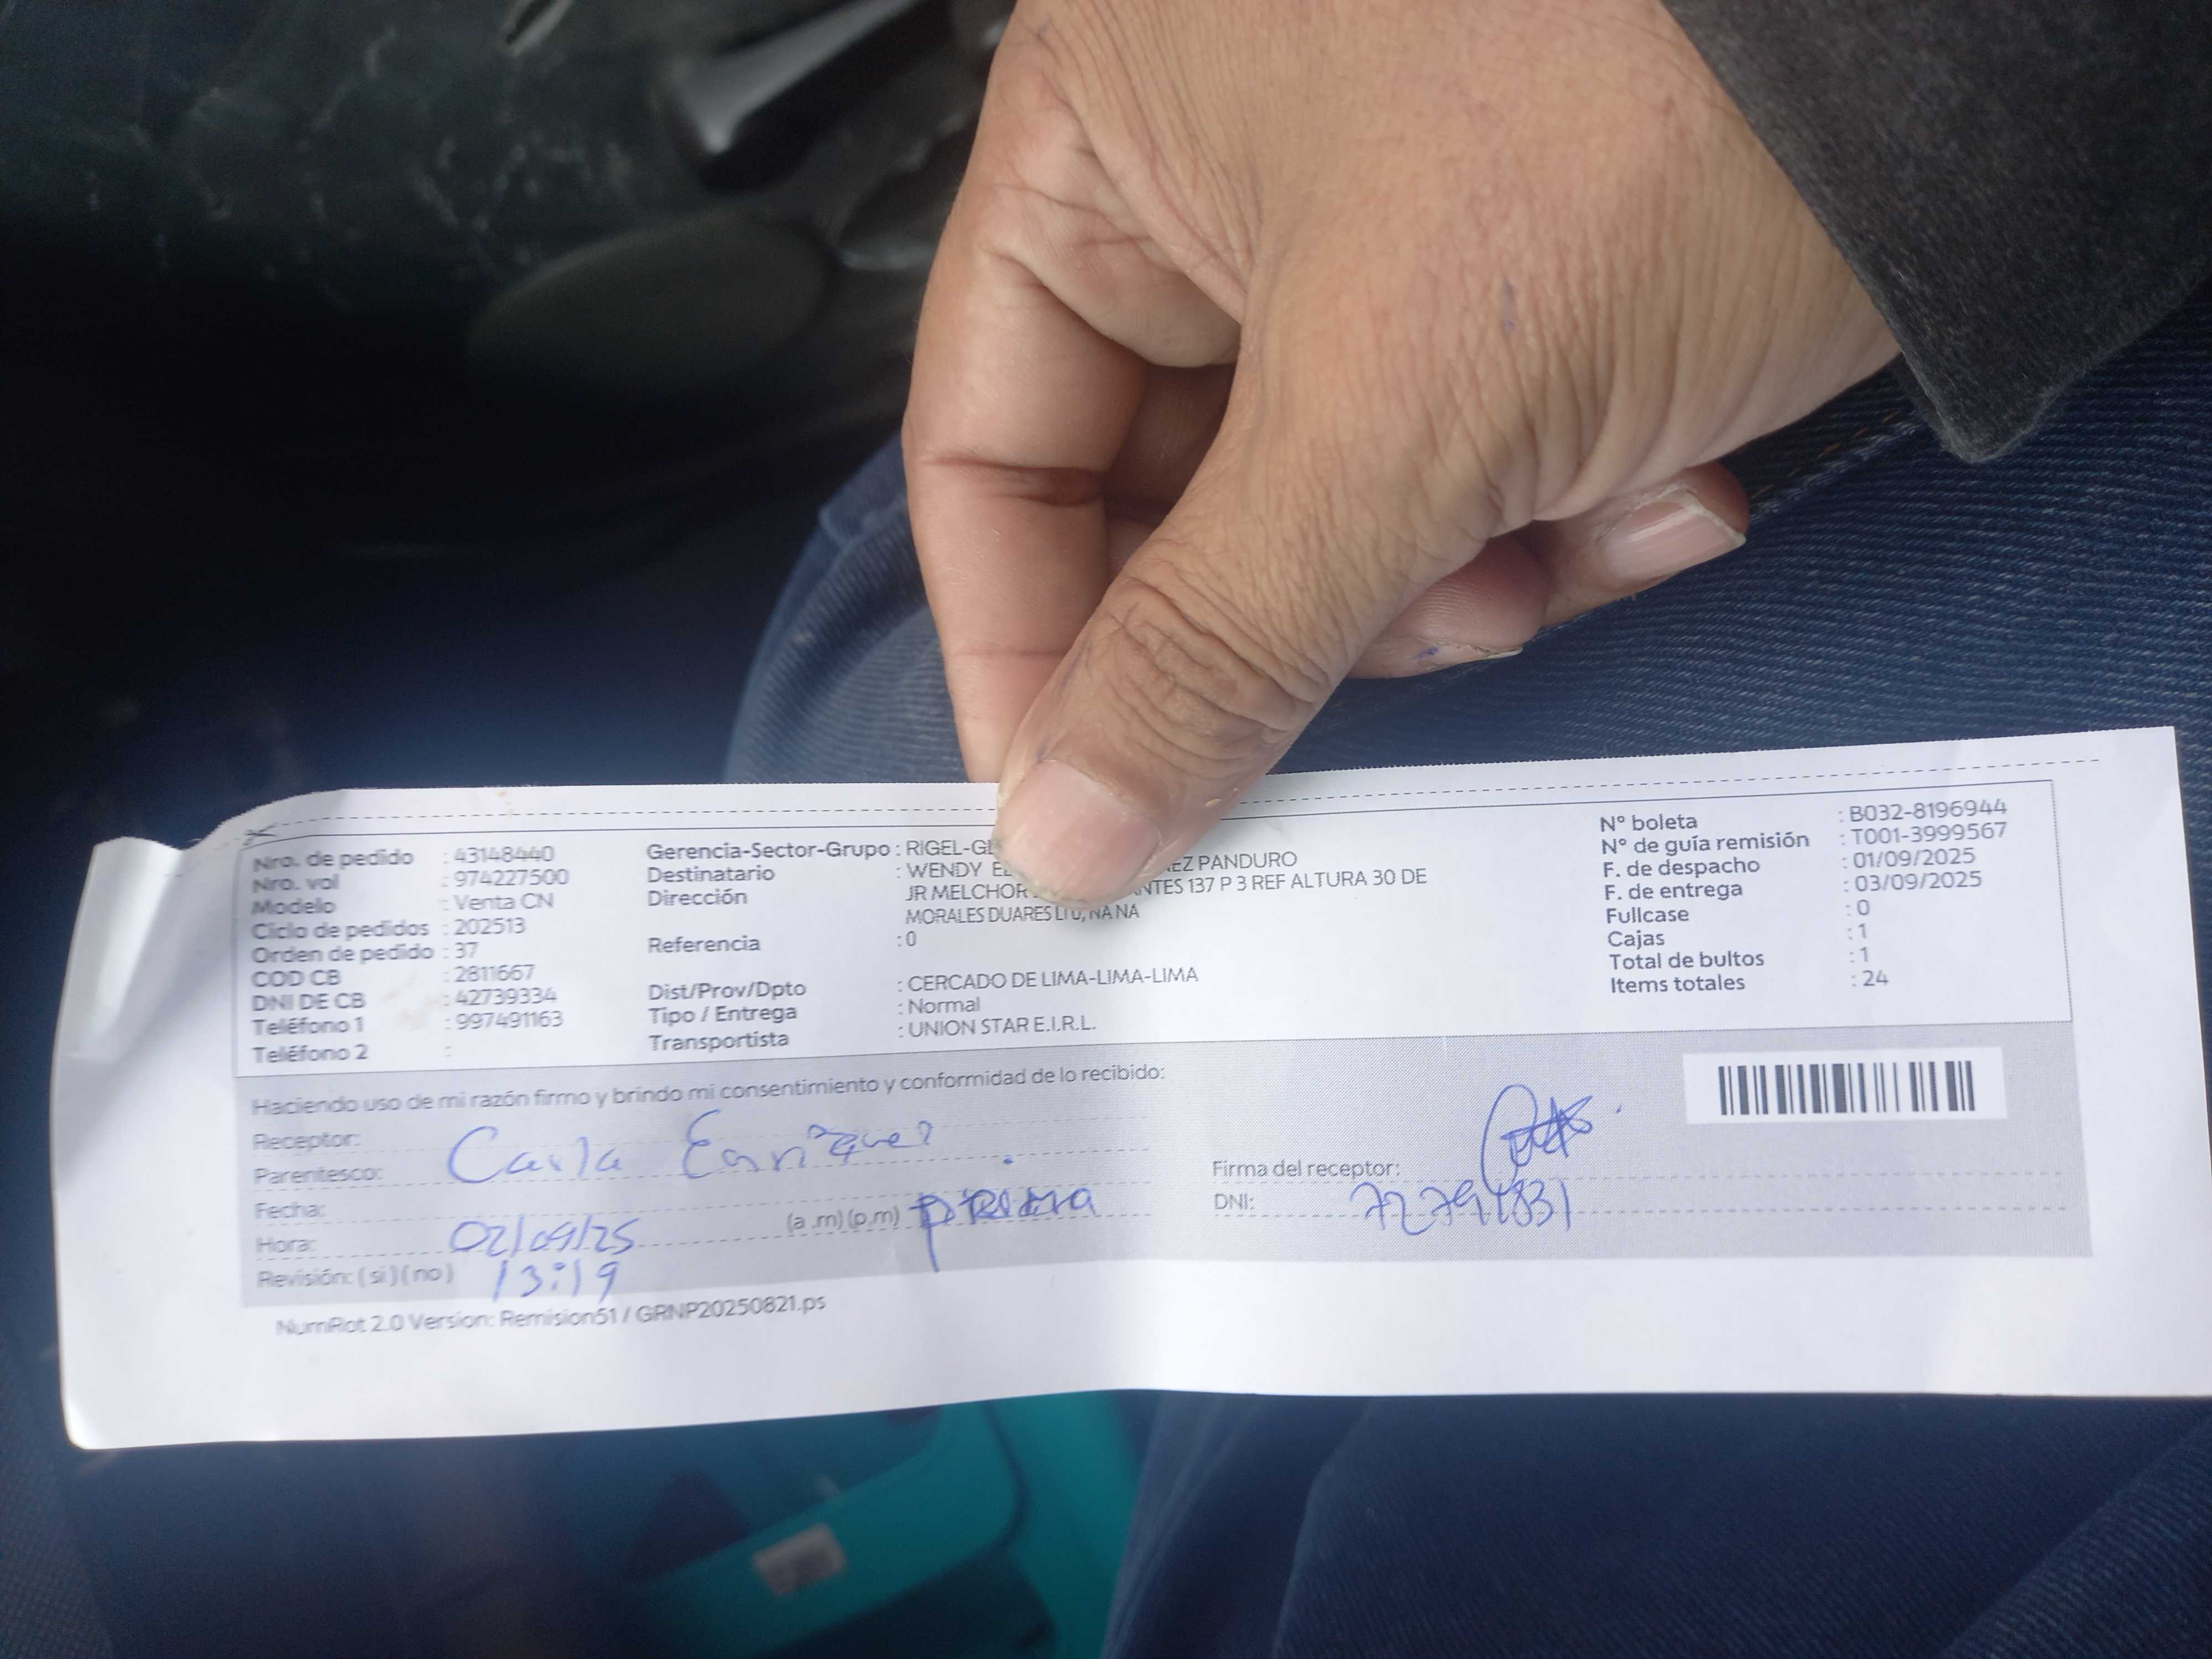 Nro. de pedido : 43148440
Nro. vol : 974227500
Modelo : Venta CN
Ciclo de pedidos : 202513
Orden de pedido : 37
COD CB : 2811667
DNI DE CB : 42739334
Teléfono 1 : 997491163
Teléfono 2 :
Gerencia-Sector-Grupo : RIGEL-
Destinatario : WENDY PANDURO
Dirección JR MELCHOR 137 P 3 REF ALTURA 30 DE
MORALES DUARES NA NA
Referencia : 0
Dist/Prov/Dpto : CERCADO DE LIMA-LIMA-LIMA
Tipo / Entrega : Normal
Transportista : UNION STAR E.I.R.L.
N° boleta : B032-8196944
N° de guía remisión : T001-3999567
F. de despacho : 01/09/2025
F. de entrega : 03/09/2025
Fullcase : 0
Cajas : 1
Total de bultos : 1
Items totales : 24
Haciendo uso de mi razón firmo y brindo mi consentimiento y conformidad de lo recibido:
Receptor:
Parentesco: Carla
Fecha:
Hora: 02/09/25 (a .m) (p.m)
Revisión: ( si ) ( no ) 13:19
Firma del receptor:
DNI:
NumRot 2.0 Version: Remision51 / GRNP20250821.ps